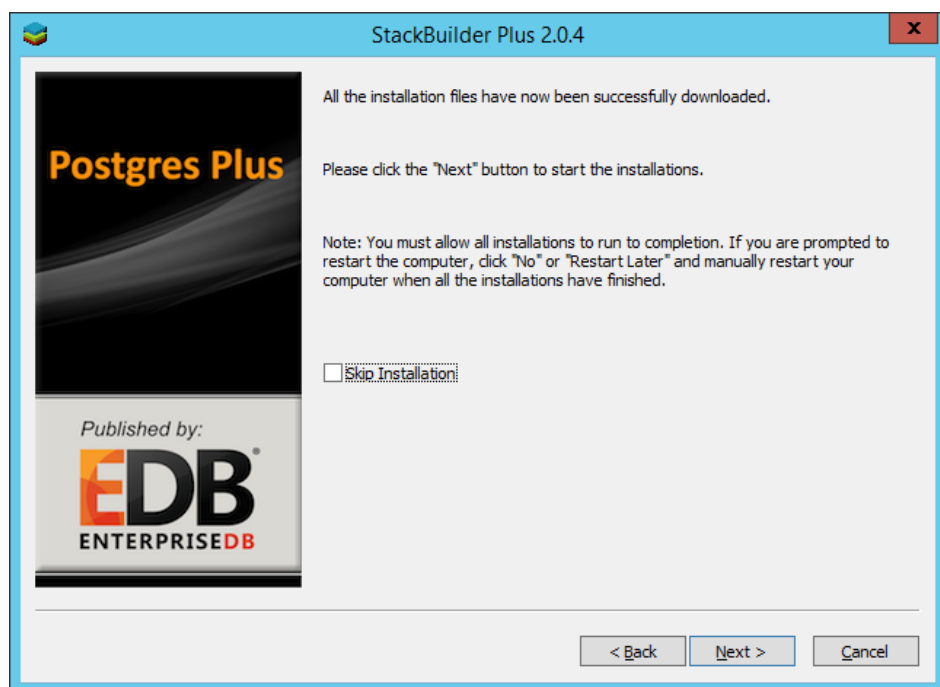 StackBuilder Plus 2.0.4
x
Postgres Plus
Published by:
EDB®
ENTERPRISEDB
All the installation files have now been successfully downloaded.
Please click the "Next" button to start the installations.
Note: You must allow all installations to run to completion. If you are prompted to
restart the computer, click "No" or "Restart Later" and manually restart your
computer when all the installations have finished.
Skip Installation
< Back
Next >
Cancel